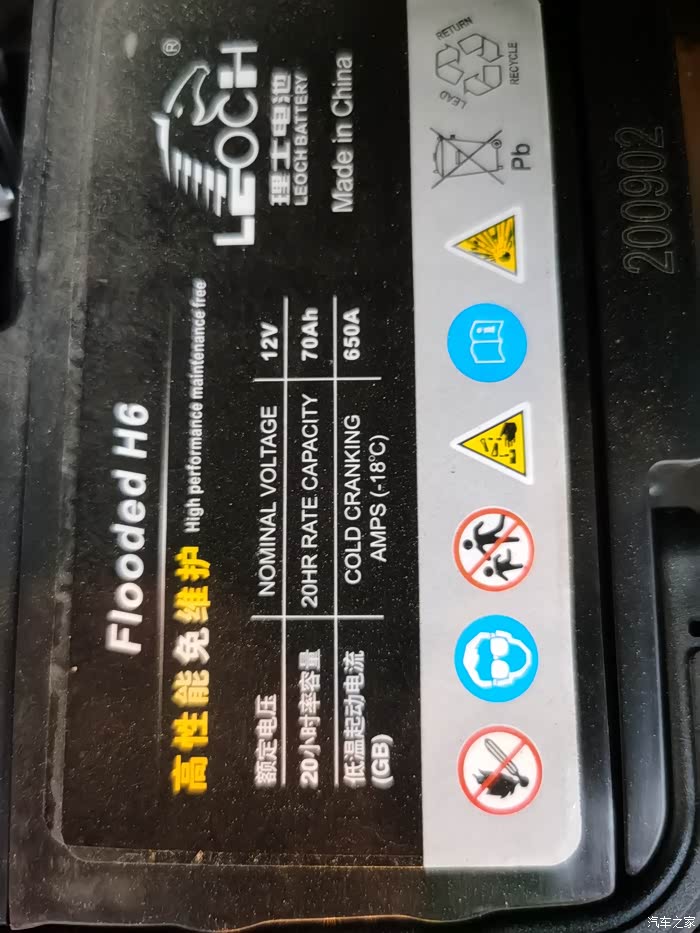 Flooded H6
高性能免维护 High performance maintenance free
额定电压 NOMINAL VOLTAGE 12V
20小时率容量 20HR RATE CAPACITY 70Ah
低温起动电流 COLD CRANKING 650A
(GB) AMPS (-18℃)
LEOCH®
理士电池
LEOCH BATTERY
Made in China
LEAD
RETURN
RECYCLE
Pb
200902
汽车之家